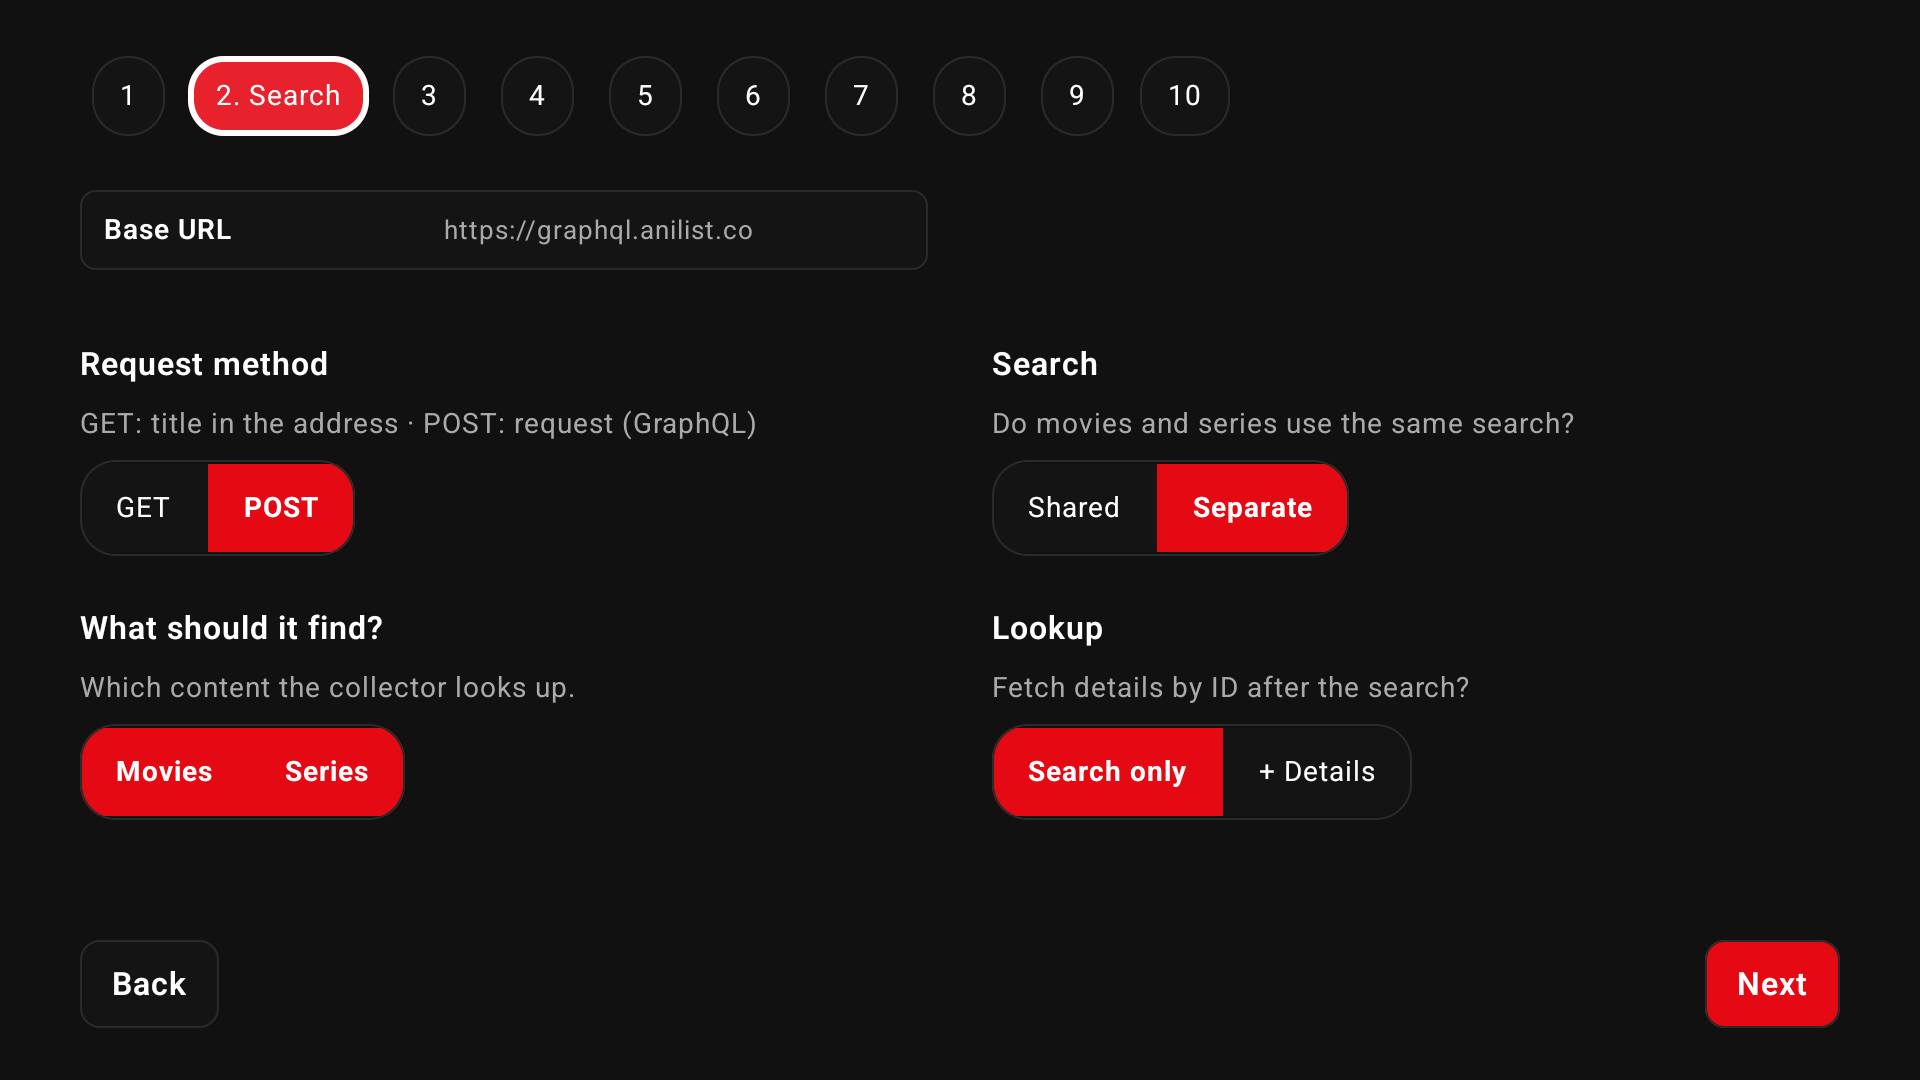 1
2. Search
3
4
5
6
7
8
9
10
Base URL
https://graphql.anilist.co
Request method
GET: title in the address · POST: request (GraphQL)
GET
POST
Search
Do movies and series use the same search?
Shared
Separate
What should it find?
Which content the collector looks up.
Movies
Series
Lookup
Fetch details by ID after the search?
Search only
+ Details
Back
Next